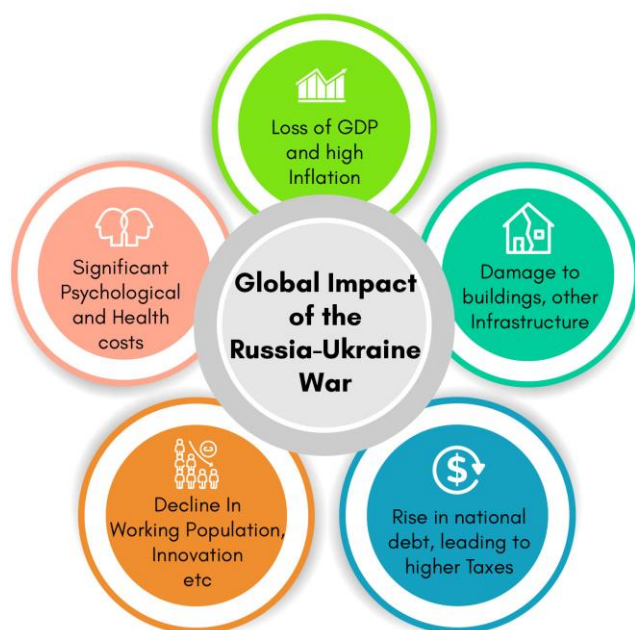 Loss of GDP
and high
Inflation
Significant
Psychological
and Health
costs
Global Impact
of the
Russia-Ukraine
War
Damage to
buildings, other
Infrastructure
Decline In
Working Population,
Innovation
etc
$
Rise in national
debt, leading to
higher Taxes